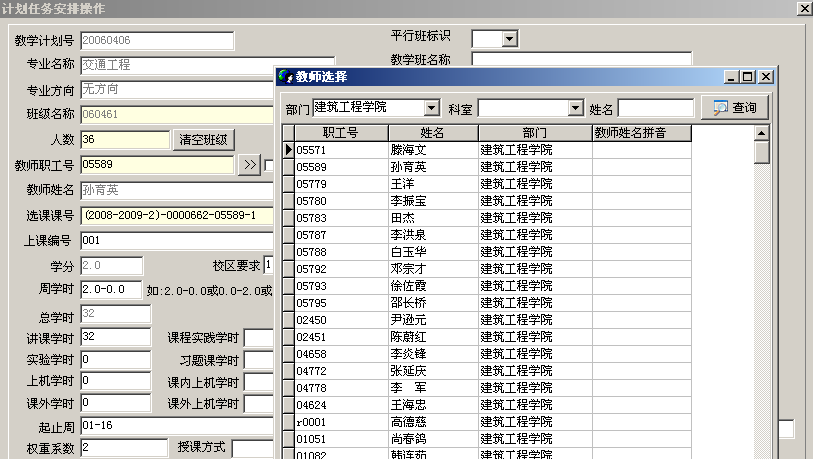 计划任务安排操作
教学计划号 20060406
平行班标识
专业名称 交通工程
教学班名称
专业方向 无方向
班级名称 060461
人数 36 清空班级
教师职工号 05589 >>
教师姓名 孙育英
选课课号 (2008-2009-2)-0000662-05589-1
上课编号 001
学分 2.0 校区要求 1
周学时 2.0-0.0 如:2.0-0.0或0.0-2.0或
总学时 32
讲课学时 32 课程实践学时
实验学时 0 习题课学时
上机学时 0 课内上机学时
课外学时 0 课外上机学时
起止周 01-16
权重系数 2 授课方式
教师选择
部门 建筑工程学院 科室 姓名 查询
职工号 姓名 部门 教师姓名拼音
05571 滕海文 建筑工程学院
05589 孙育英 建筑工程学院
05779 王洋 建筑工程学院
05780 李振宝 建筑工程学院
05783 田杰 建筑工程学院
05787 李洪泉 建筑工程学院
05788 白玉华 建筑工程学院
05792 邓宗才 建筑工程学院
05793 徐佐霞 建筑工程学院
05795 邵长桥 建筑工程学院
02450 尹逊元 建筑工程学院
02451 陈蔚红 建筑工程学院
04658 李炎锋 建筑工程学院
04772 张延庆 建筑工程学院
04778 李 军 建筑工程学院
04624 王海忠 建筑工程学院
r0001 高德慈 建筑工程学院
01051 尚春鸽 建筑工程学院
01082 韩连茹 建筑工程学院